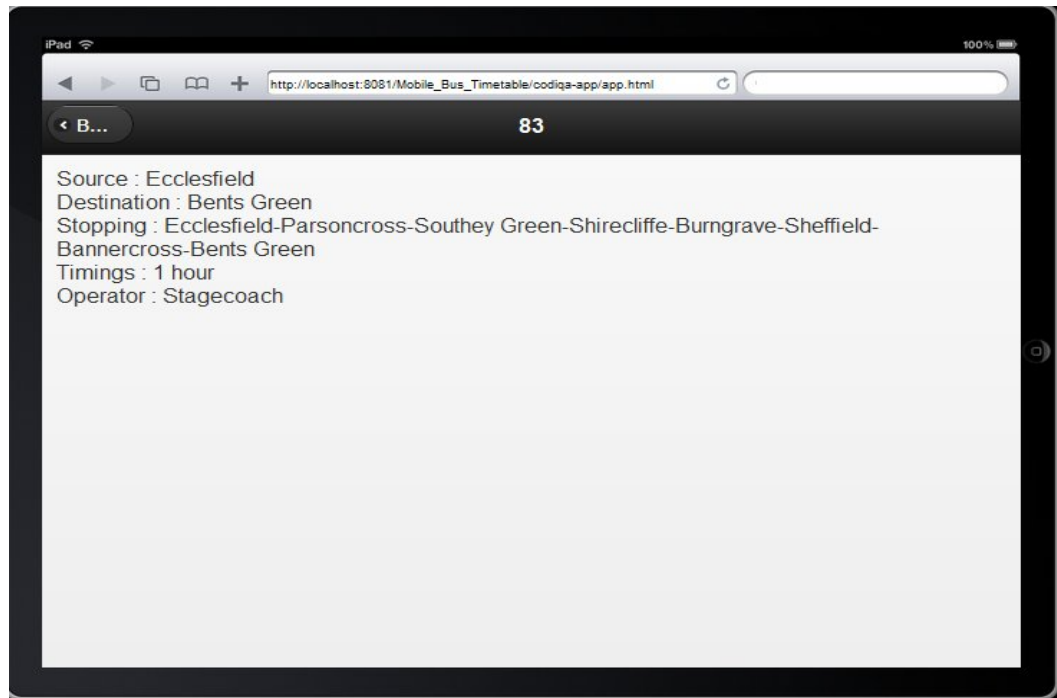 iPad 100%
http://localhost:8081/Mobile_Bus_Timetable/codiqa-app/app.html
B... 83
Source : Ecclesfield
Destination : Bents Green
Stopping : Ecclesfield-Parsoncross-Southey Green-Shirecliffe-Burngrave-Sheffield-
Bannercross-Bents Green
Timings : 1 hour
Operator : Stagecoach